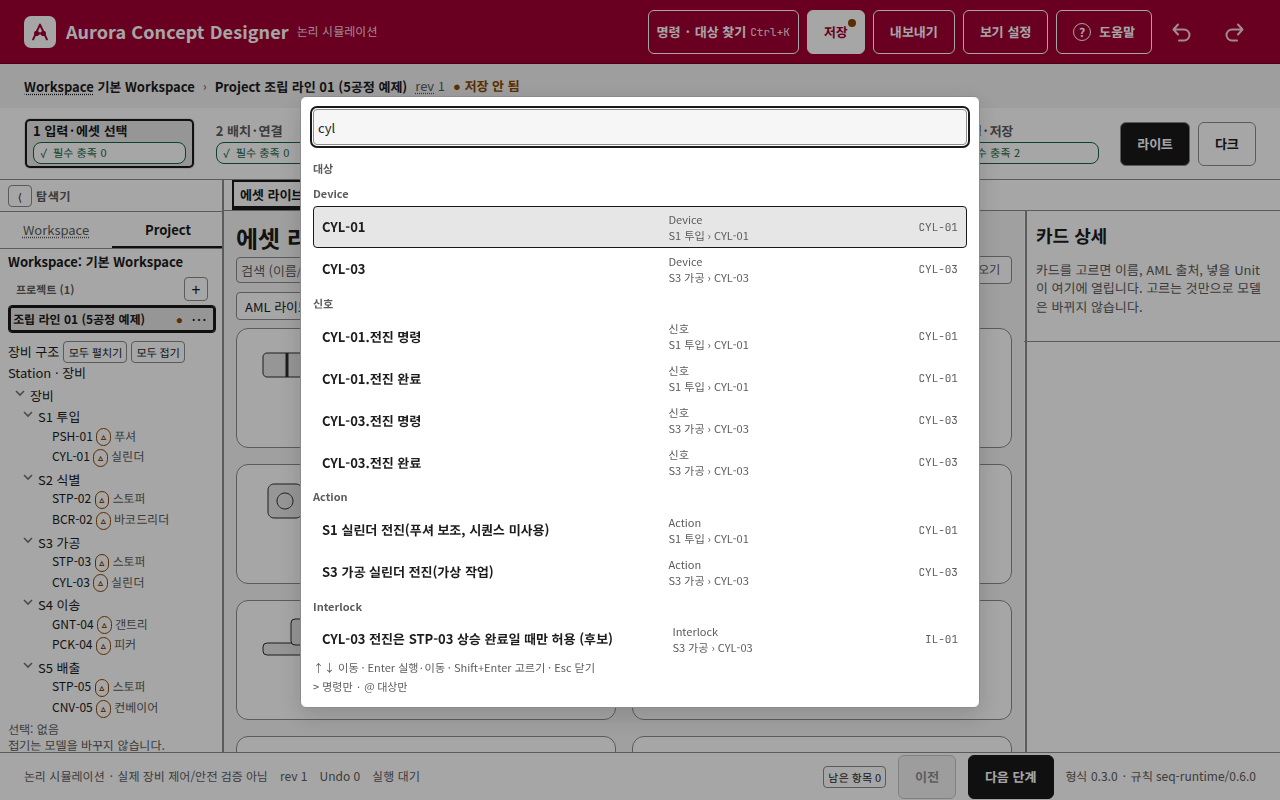 Aurora Concept Designer 논리 시뮬레이션
명령 · 대상 찾기 Ctrl+K
저장
내보내기
보기 설정
? 도움말
Workspace 기본 Workspace › Project 조립 라인 01 (5공정 예제) rev 1 ● 저장 안 됨
1 입력·에셋 선택
✓ 필수 충족 0
2 배치·연결
✓ 필수 충족 0
·저장
충족 2
라이트
다크
탐색기
Workspace
Project
Workspace: 기본 Workspace
프로젝트 (1)
+
조립 라인 01 (5공정 예제) ● ···
장비 구조 모두 펼치기 모두 접기
Station · 장비
장비
S1 투입
PSH-01 푸셔
CYL-01 실린더
S2 식별
STP-02 스토퍼
BCR-02 바코드리더
S3 가공
STP-03 스토퍼
CYL-03 실린더
S4 이송
GNT-04 갠트리
PCK-04 피커
S5 배출
STP-05 스토퍼
CNV-05 컨베이어
선택: 없음
접기는 모델을 바꾸지 않습니다.
에셋 라이브
에셋 라
검색 (이름/
AML 라이
오기
cyl
대상
Device
CYL-01 Device CYL-01
S1 투입 › CYL-01
CYL-03 Device CYL-03
S3 가공 › CYL-03
신호
CYL-01.전진 명령 신호 CYL-01
S1 투입 › CYL-01
CYL-01.전진 완료 신호 CYL-01
S1 투입 › CYL-01
CYL-03.전진 명령 신호 CYL-03
S3 가공 › CYL-03
CYL-03.전진 완료 신호 CYL-03
S3 가공 › CYL-03
Action
S1 실린더 전진(푸셔 보조, 시퀀스 미사용) Action CYL-01
S1 투입 › CYL-01
S3 가공 실린더 전진(가상 작업) Action CYL-03
S3 가공 › CYL-03
Interlock
CYL-03 전진은 STP-03 상승 완료일 때만 허용 (후보) Interlock IL-01
S3 가공 › CYL-03
↑↓ 이동 · Enter 실행·이동 · Shift+Enter 고르기 · Esc 닫기
> 명령만 · @ 대상만
카드 상세
카드를 고르면 이름, AML 출처, 넣을 Unit
이 여기에 열립니다. 고르는 것만으로 모델
은 바뀌지 않습니다.
논리 시뮬레이션 · 실제 장비 제어/안전 검증 아님 rev 1 Undo 0 실행 대기
남은 항목 0
이전
다음 단계
형식 0.3.0 · 규칙 seq-runtime/0.6.0